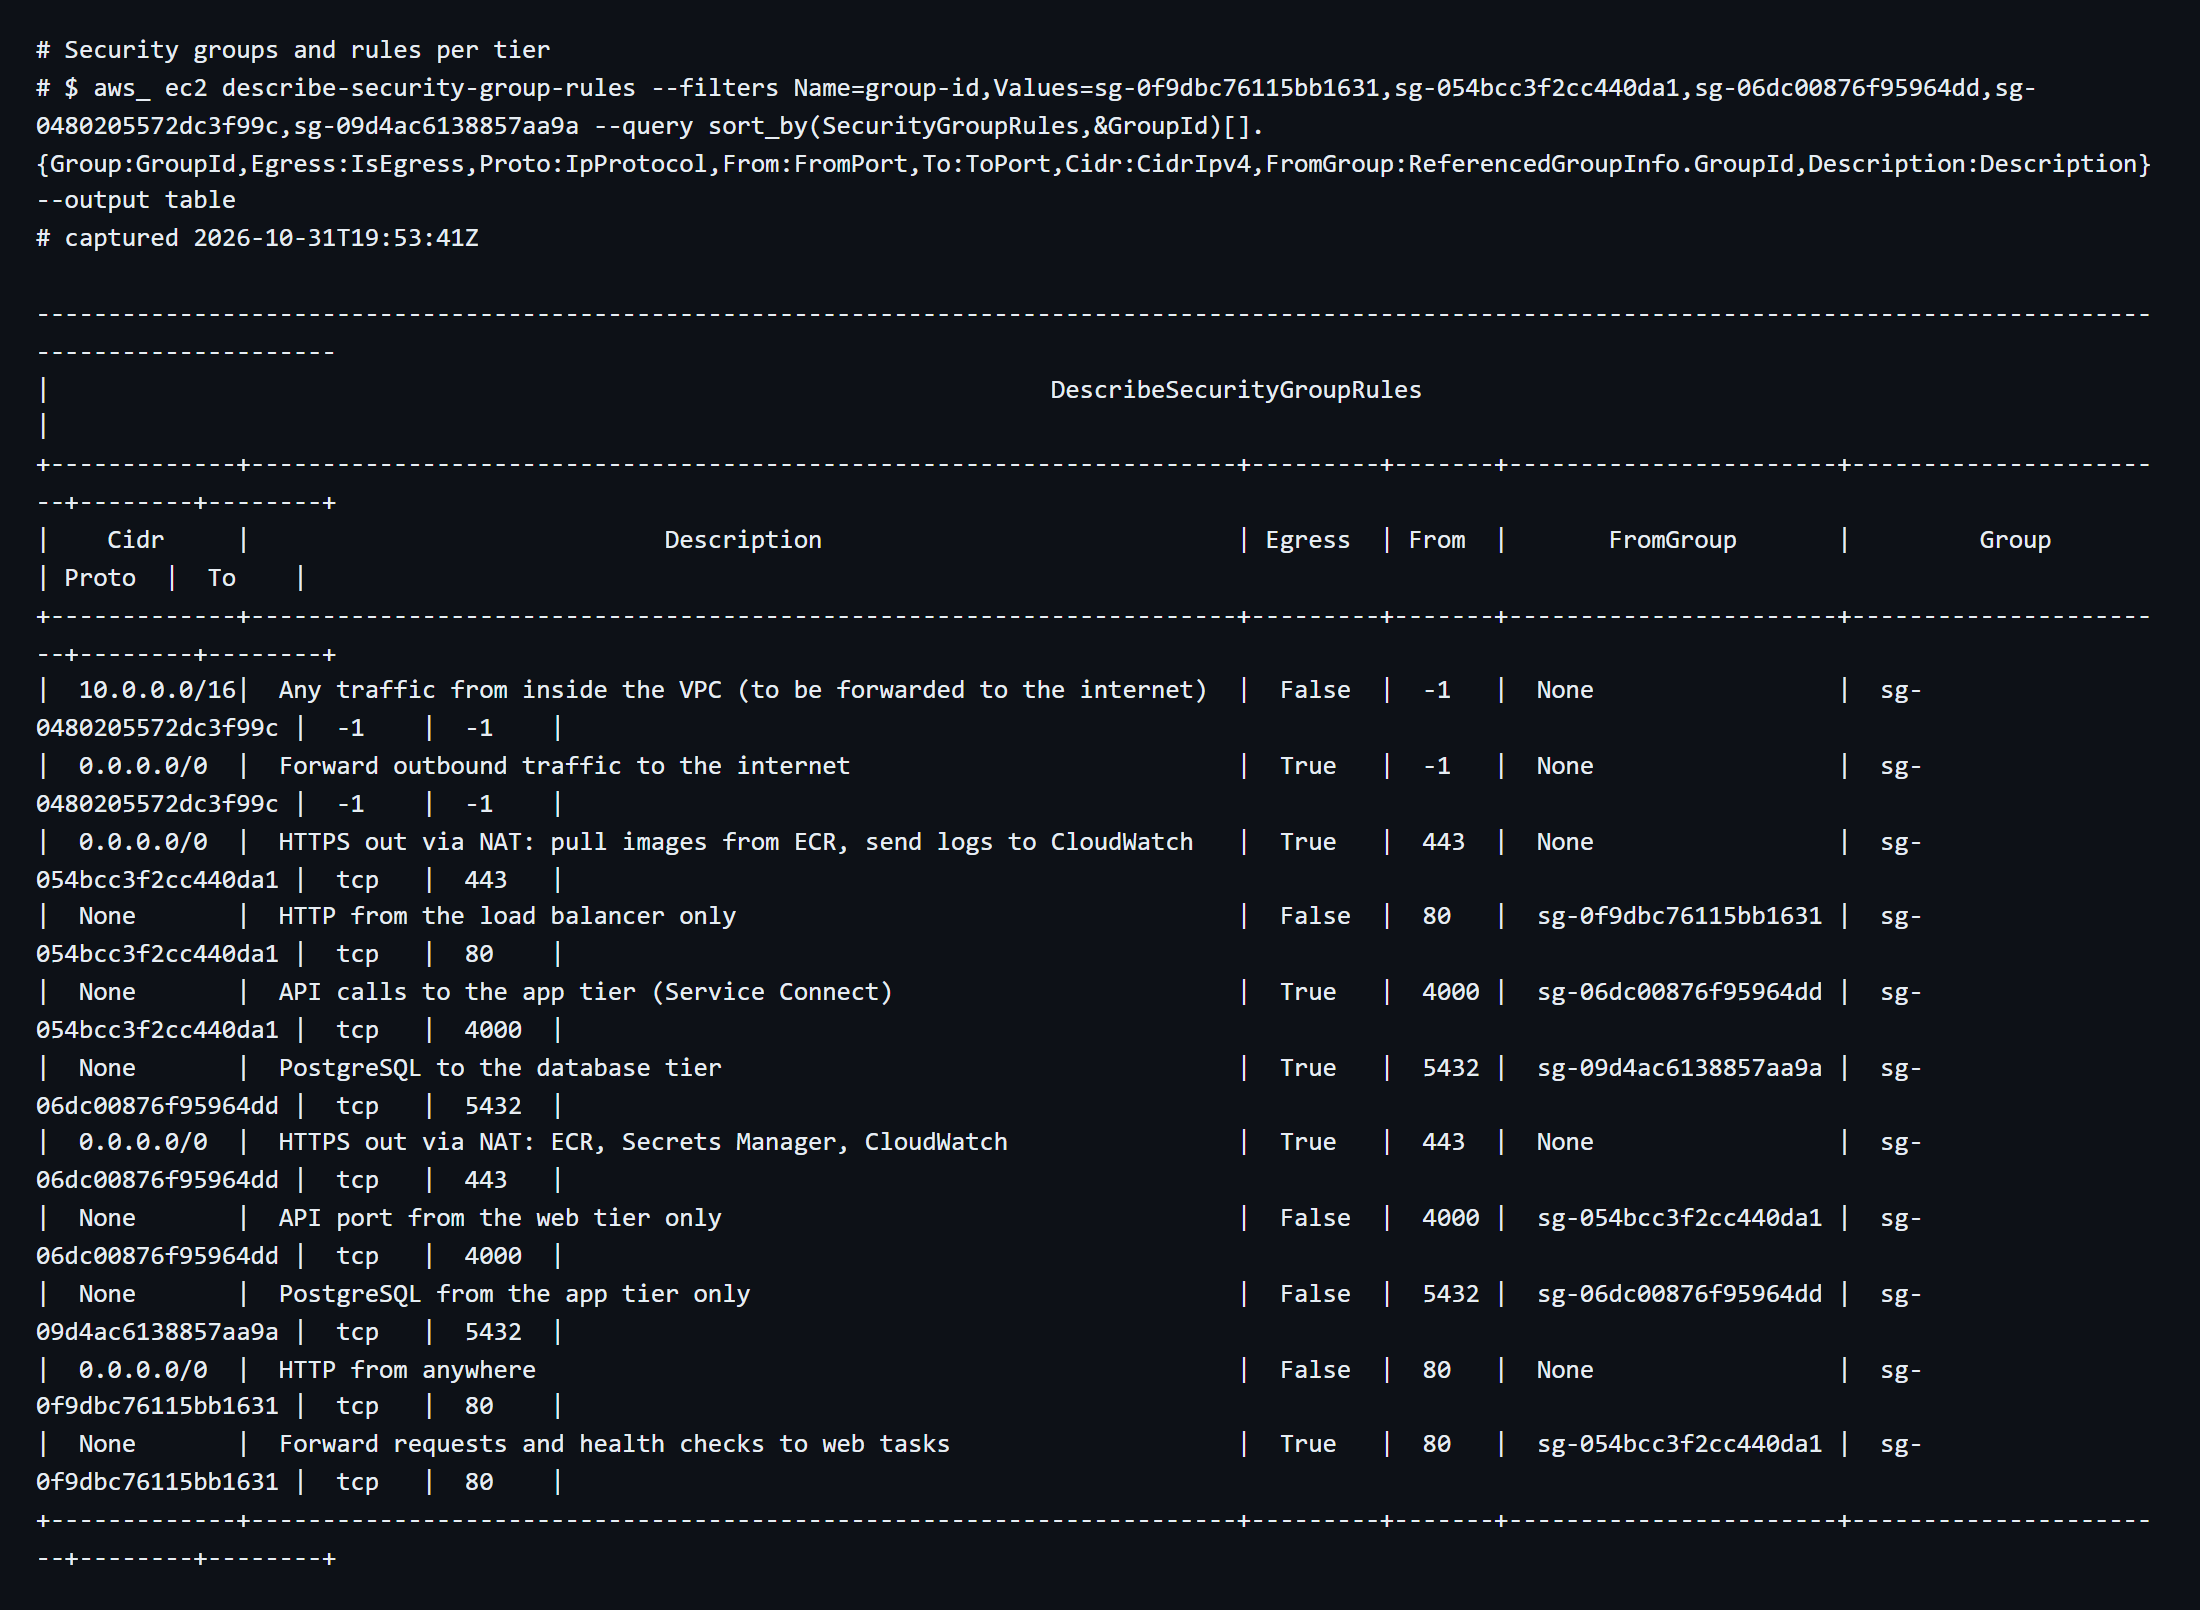 # Security groups and rules per tier
# $ aws_ ec2 describe-security-group-rules --filters Name=group-id,Values=sg-0f9dbc76115bb1631,sg-054bcc3f2cc440da1,sg-06dc00876f95964dd,sg-
0480205572dc3f99c,sg-09d4ac6138857aa9a --query sort_by(SecurityGroupRules,&GroupId)[].
{Group:GroupId,Egress:IsEgress,Proto:IpProtocol,From:FromPort,To:ToPort,Cidr:CidrIpv4,FromGroup:ReferencedGroupInfo.GroupId,Description:Description}
--output table
# captured 2026-10-31T19:53:41Z

----------------------------------------------------------------------------------------------------------------------------------------------------
---------------------
|                                                                      DescribeSecurityGroupRules
|
+-------------+---------------------------------------------------------------------+---------+-------+-----------------------+---------------------
--+--------+--------+
|    Cidr     |                             Description                             | Egress  | From  |       FromGroup       |         Group
| Proto  |  To    |
+-------------+---------------------------------------------------------------------+---------+-------+-----------------------+---------------------
--+--------+--------+
|  10.0.0.0/16|  Any traffic from inside the VPC (to be forwarded to the internet)  |  False  |  -1   |  None                 |  sg-
0480205572dc3f99c |  -1    |  -1    |
|  0.0.0.0/0  |  Forward outbound traffic to the internet                           |  True   |  -1   |  None                 |  sg-
0480205572dc3f99c |  -1    |  -1    |
|  0.0.0.0/0  |  HTTPS out via NAT: pull images from ECR, send logs to CloudWatch   |  True   |  443  |  None                 |  sg-
054bcc3f2cc440da1 |  tcp   |  443   |
|  None       |  HTTP from the load balancer only                                   |  False  |  80   |  sg-0f9dbc76115bb1631 |  sg-
054bcc3f2cc440da1 |  tcp   |  80    |
|  None       |  API calls to the app tier (Service Connect)                        |  True   |  4000 |  sg-06dc00876f95964dd |  sg-
054bcc3f2cc440da1 |  tcp   |  4000  |
|  None       |  PostgreSQL to the database tier                                    |  True   |  5432 |  sg-09d4ac6138857aa9a |  sg-
06dc00876f95964dd |  tcp   |  5432  |
|  0.0.0.0/0  |  HTTPS out via NAT: ECR, Secrets Manager, CloudWatch                |  True   |  443  |  None                 |  sg-
06dc00876f95964dd |  tcp   |  443   |
|  None       |  API port from the web tier only                                    |  False  |  4000 |  sg-054bcc3f2cc440da1 |  sg-
06dc00876f95964dd |  tcp   |  4000  |
|  None       |  PostgreSQL from the app tier only                                  |  False  |  5432 |  sg-06dc00876f95964dd |  sg-
09d4ac6138857aa9a |  tcp   |  5432  |
|  0.0.0.0/0  |  HTTP from anywhere                                                 |  False  |  80   |  None                 |  sg-
0f9dbc76115bb1631 |  tcp   |  80    |
|  None       |  Forward requests and health checks to web tasks                    |  True   |  80   |  sg-054bcc3f2cc440da1 |  sg-
0f9dbc76115bb1631 |  tcp   |  80    |
+-------------+---------------------------------------------------------------------+---------+-------+-----------------------+---------------------
--+--------+--------+